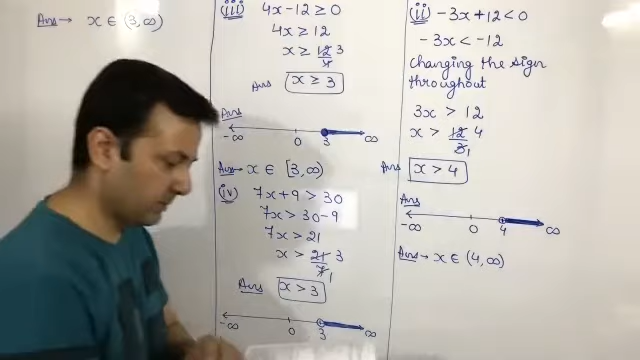 Ans → x ∈ (3, ∞)
(iii) 4x - 12 ≥ 0
4x ≥ 12
x ≥ 12/4 3
Ans x ≥ 3
Ans
-∞ 0 3 ∞
Ans → x ∈ [3, ∞)
(iv) 7x + 9 > 30
7x > 30 - 9
7x > 21
x > 21/7 3 1
Ans x > 3
-∞ 0 3 ∞
(ii) -3x + 12 < 0
-3x < -12
Changing the sign
throughout
3x > 12
x > 12/3 4 1
Ans x > 4
Ans
-∞ 0 4 ∞
Ans → x ∈ (4, ∞)